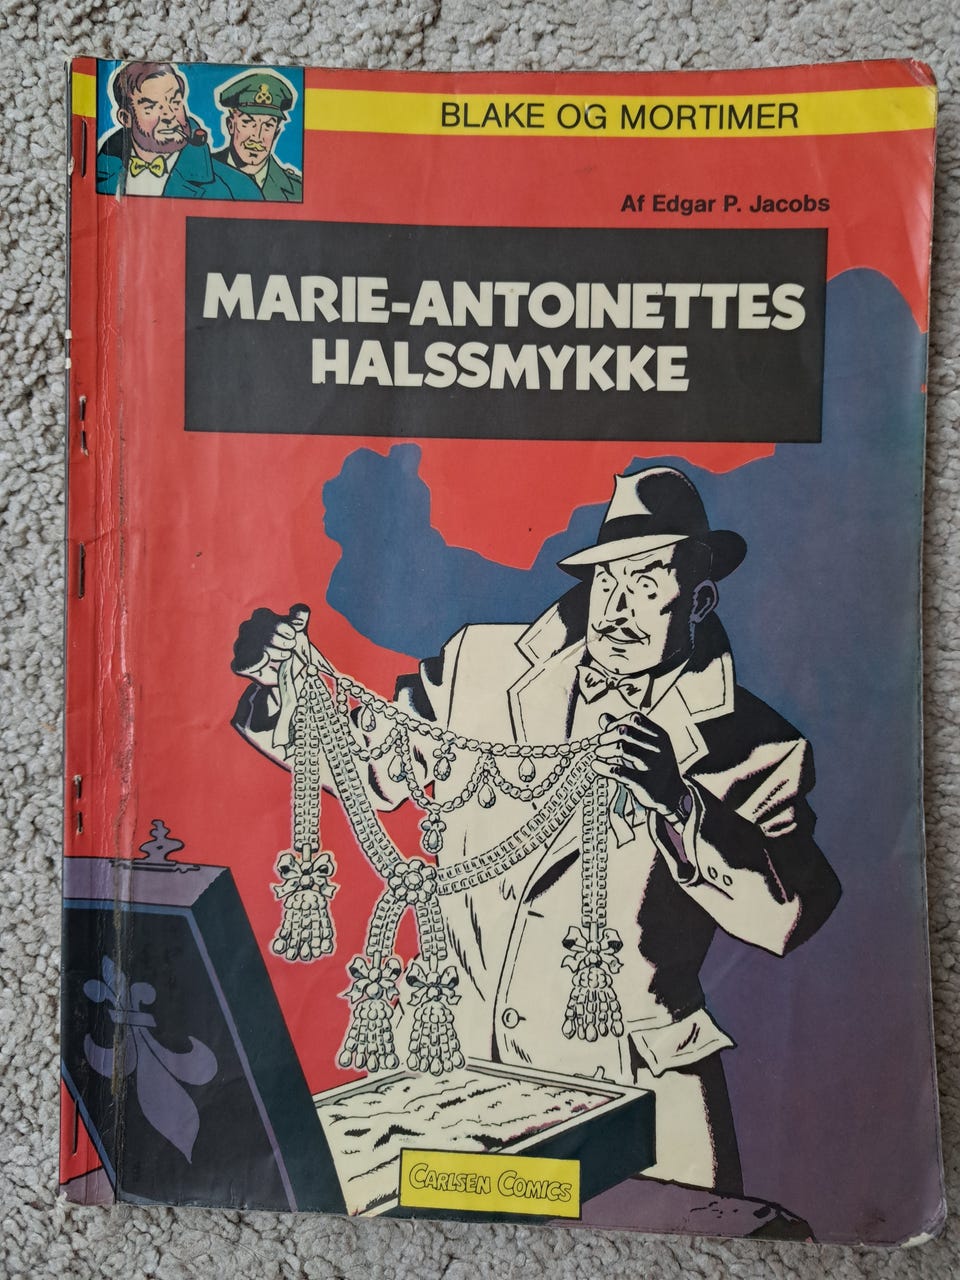 BLAKE OG MORTIMER
Af Edgar P. Jacobs
MARIE-ANTOINETTES
HALSSMYKKE
CARLSEN COMICS